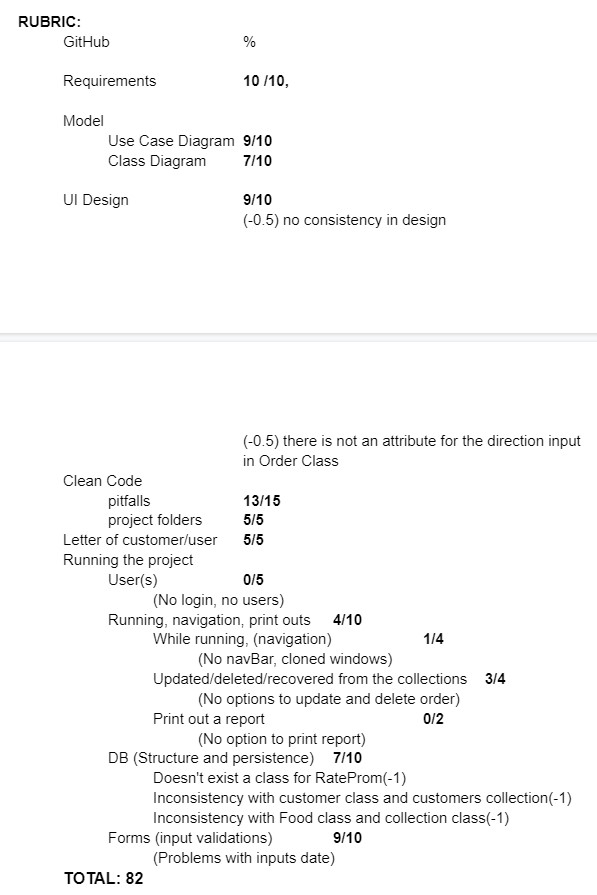 RUBRIC:
GitHub %
Requirements 10 /10,
Model
Use Case Diagram 9/10
Class Diagram 7/10
UI Design 9/10
(-0.5) no consistency in design
(-0.5) there is not an attribute for the direction input
in Order Class
Clean Code
pitfalls 13/15
project folders 5/5
Letter of customer/user 5/5
Running the project
User(s) 0/5
(No login, no users)
Running, navigation, print outs 4/10
While running, (navigation) 1/4
(No navBar, cloned windows)
Updated/deleted/recovered from the collections 3/4
(No options to update and delete order)
Print out a report 0/2
(No option to print report)
DB (Structure and persistence) 7/10
Doesn't exist a class for RateProm(-1)
Inconsistency with customer class and customers collection(-1)
Inconsistency with Food class and collection class(-1)
Forms (input validations) 9/10
(Problems with inputs date)
TOTAL: 82